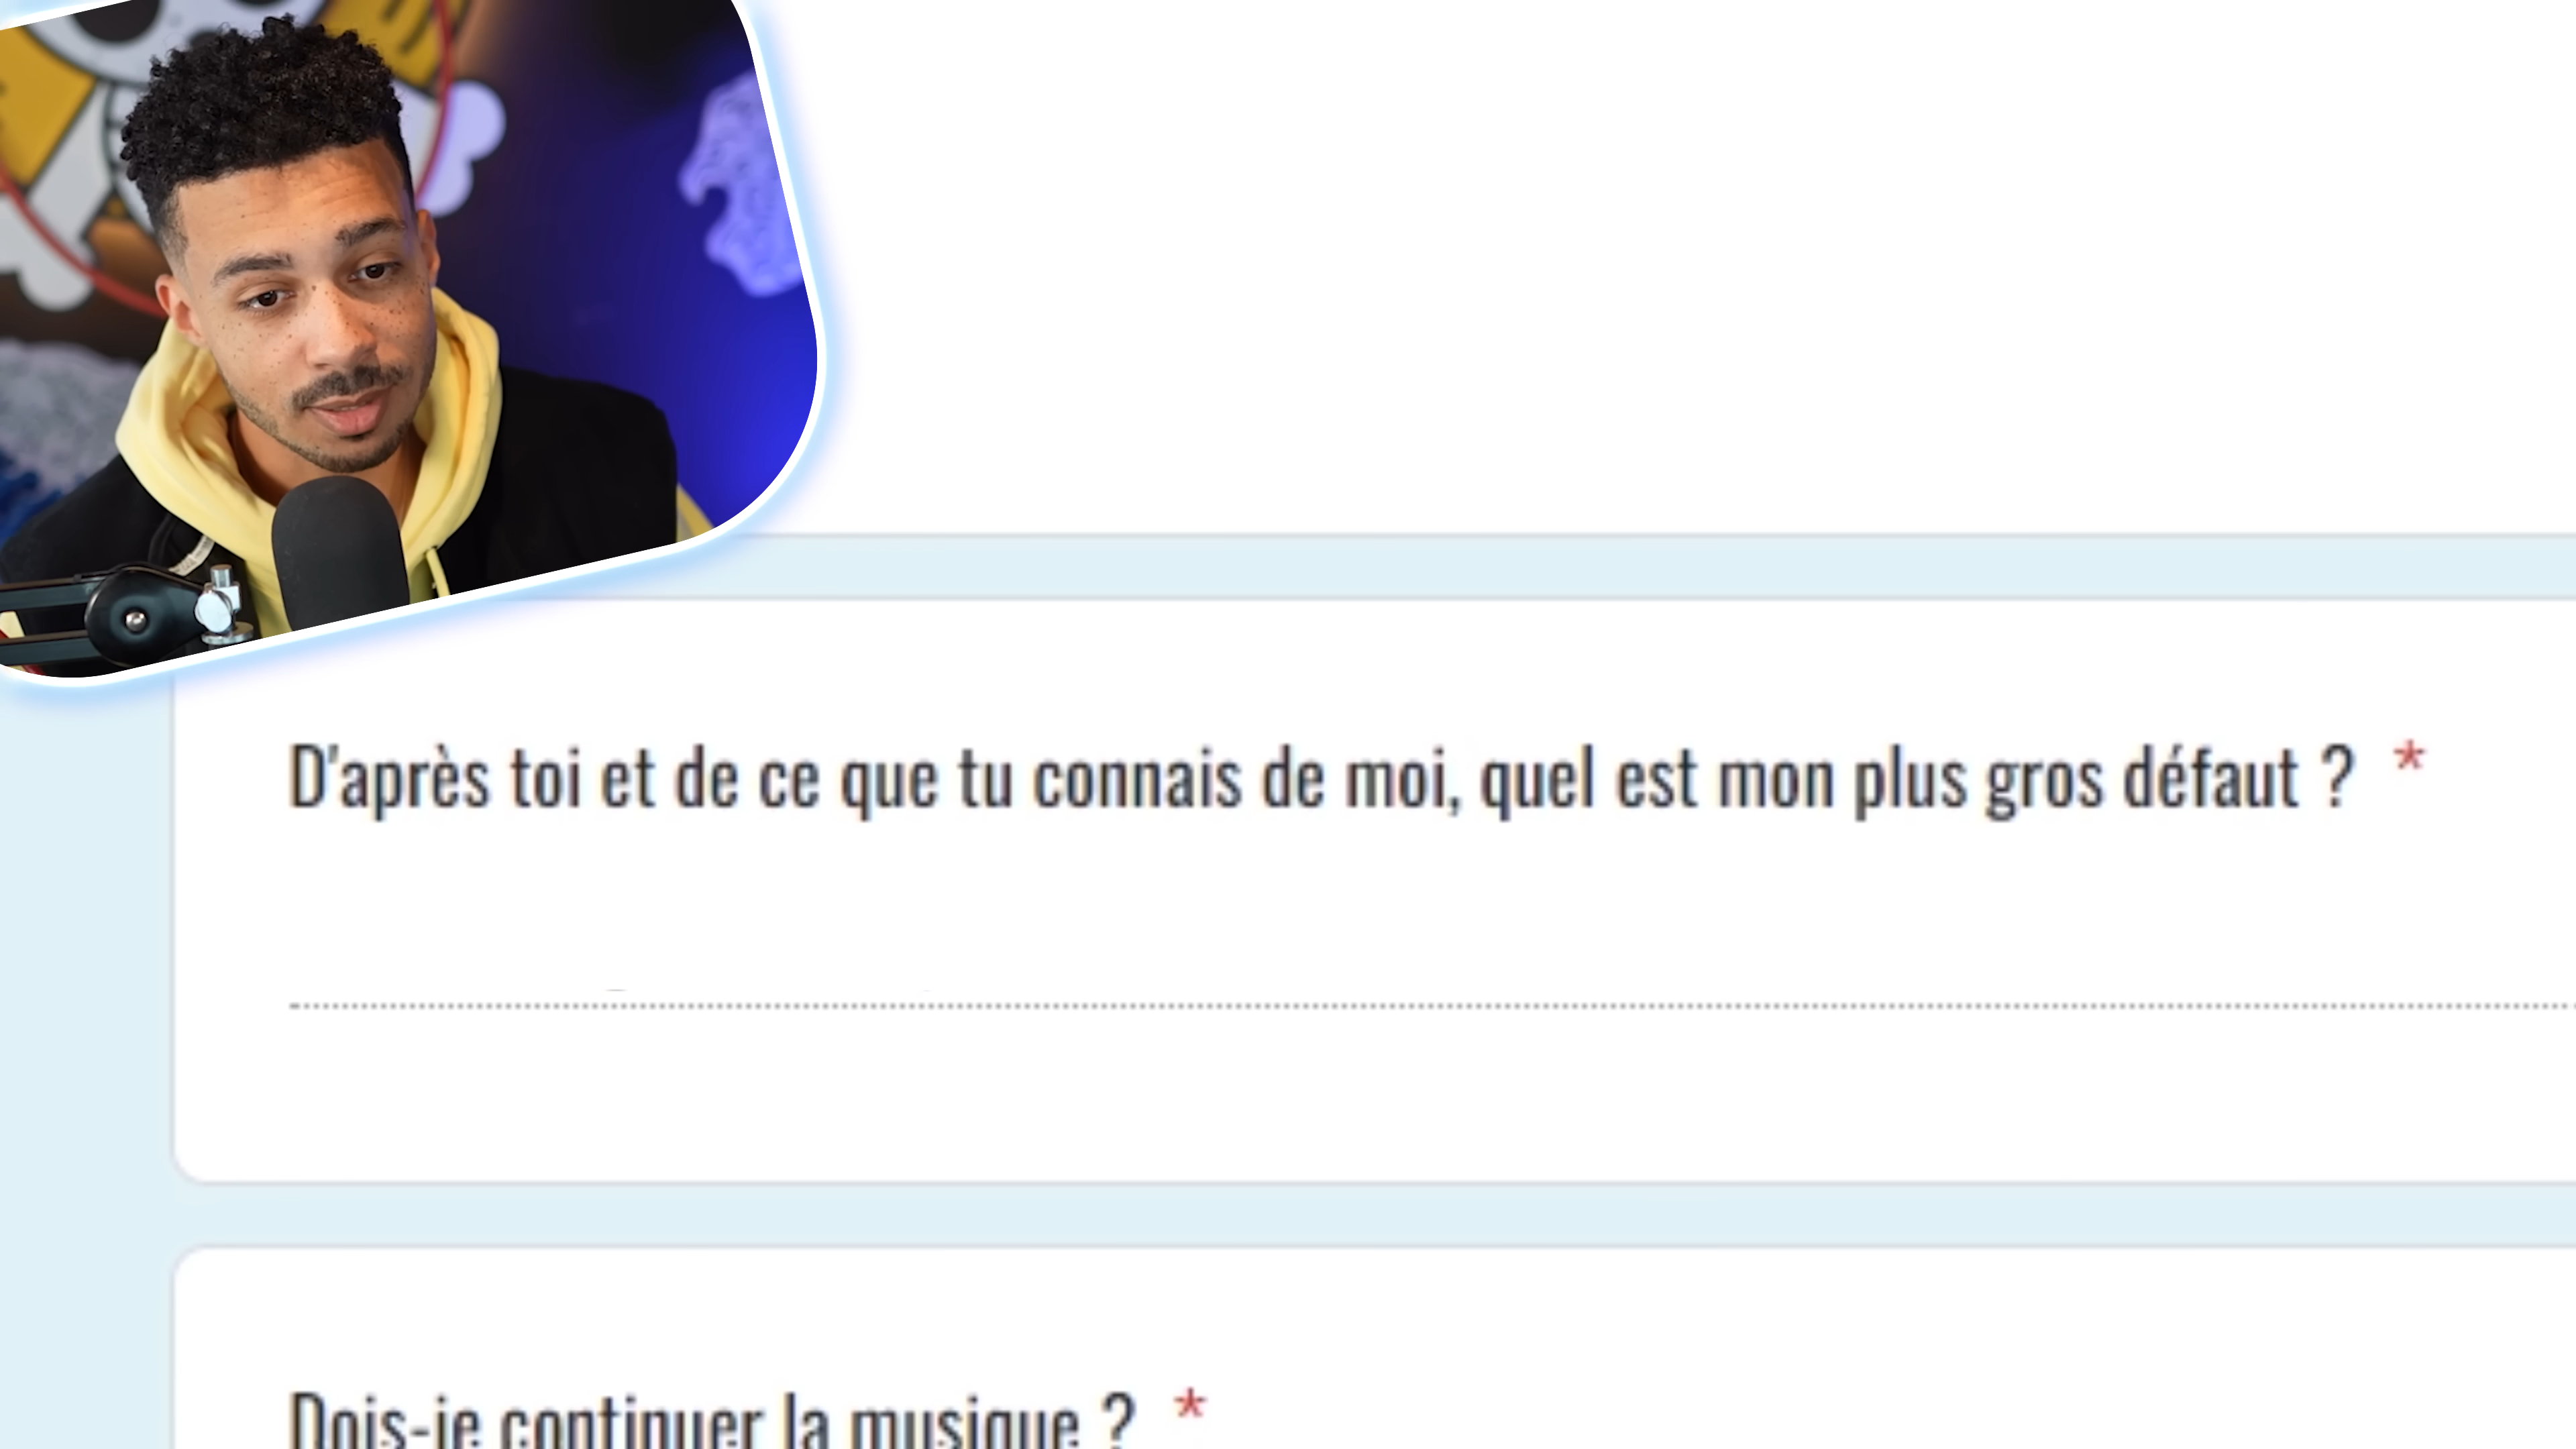 D'après toi et de ce que tu connais de moi, quel est mon plus gros défaut ? *
Dois-je continuer la musique ? *